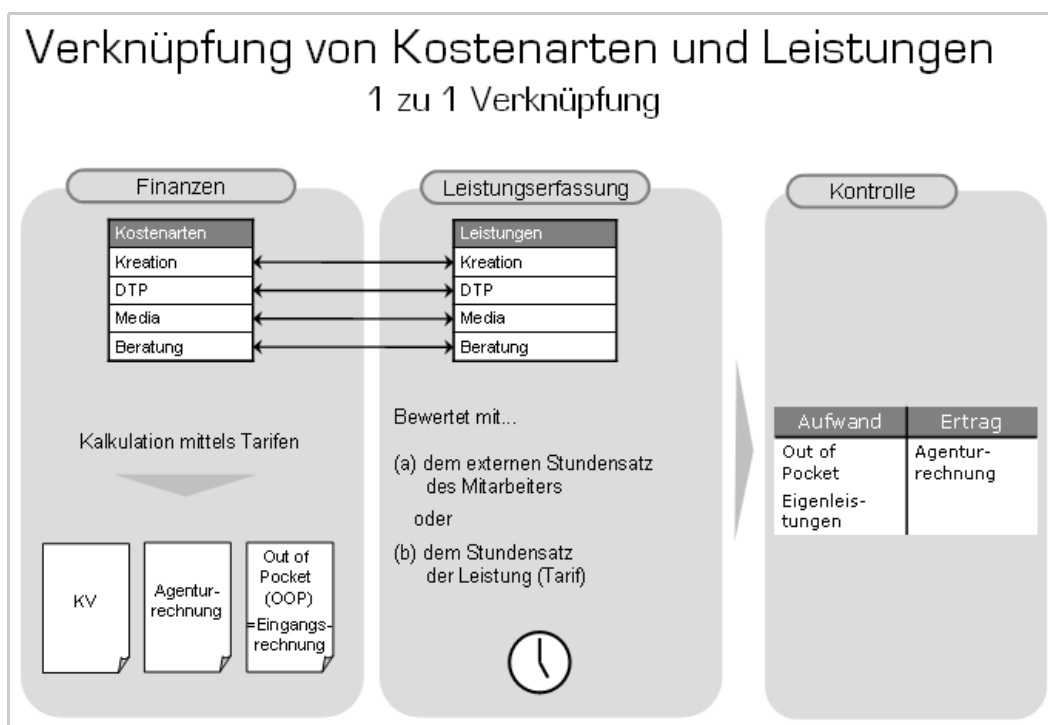 Verknüpfung von Kostenarten und Leistungen
1 zu 1 Verknüpfung
Finanzen
Kostenarten
Kreation
DTP
Media
Beratung
Kalkulation mittels Tarifen
KV
Agentur-
rechnung
Out of
Pocket
(OOP)
=Eingangs-
rechnung
Leistungserfassung
Leistungen
Kreation
DTP
Media
Beratung
Bewertet mit...
(a) dem externen Stundensatz
des Mitarbeiters
oder
(b) dem Stundensatz
der Leistung (Tarif)
Kontrolle
Aufwand
Ertrag
Out of
Pocket
Eigenleis-
tungen
Agentur-
rechnung